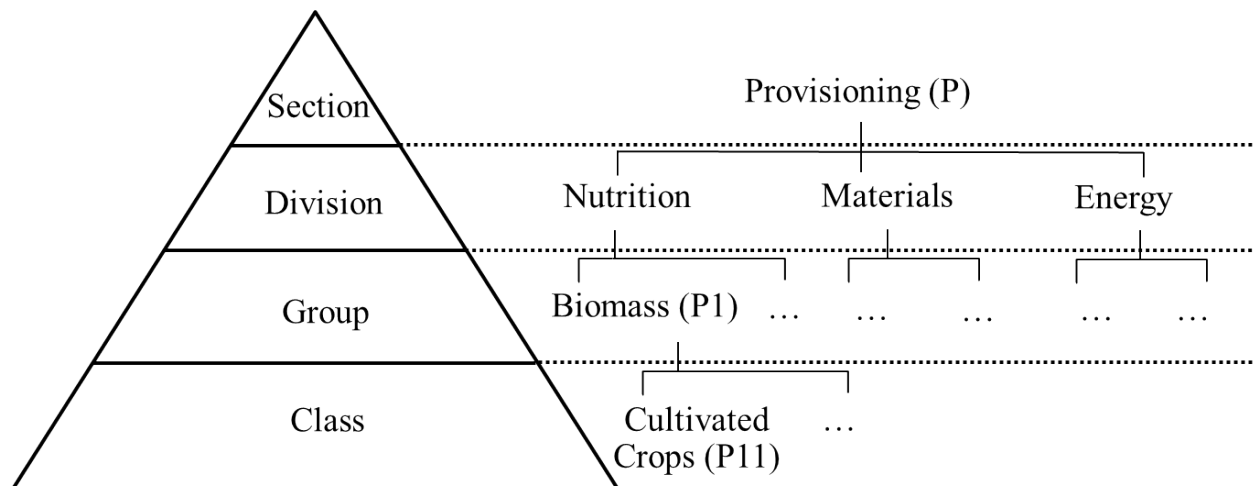 Section
Provisioning (P)
Division
Nutrition
Materials
Energy
Group
Biomass (P1)
…
…
…
…
…
Class
Cultivated
Crops (P11)
…